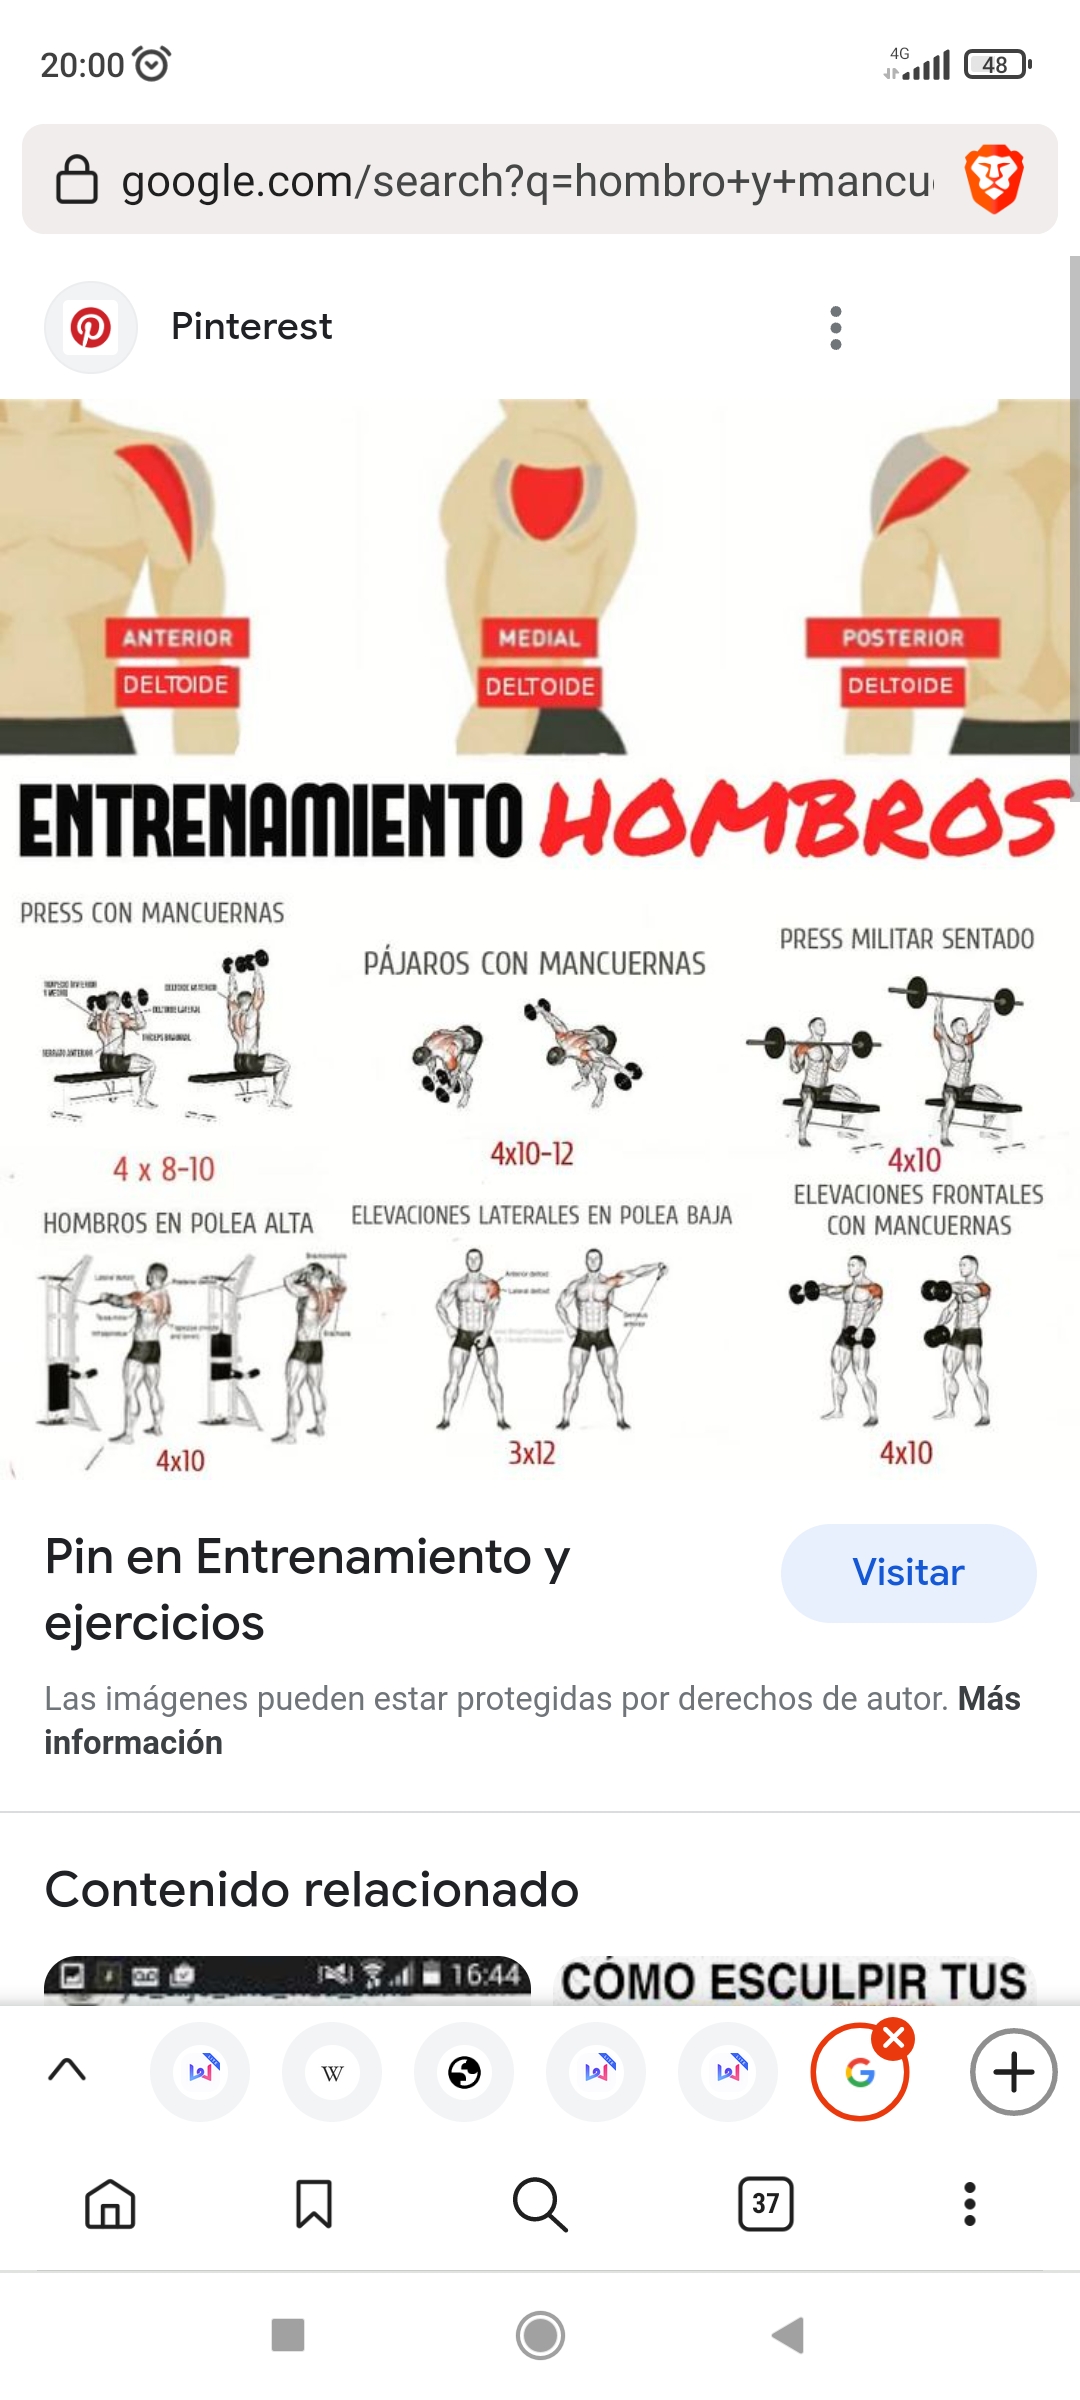 20:00
4G
48
google.com/search?q=hombro+y+mancu
Pinterest
ANTERIOR
DELTOIDE
MEDIAL
DELTOIDE
POSTERIOR
DELTOIDE
ENTRENAMIENTO HOMBROS
PRESS CON MANCUERNAS
PÁJAROS CON MANCUERNAS
PRESS MILITAR SENTADO
4 x 8-10
4x10-12
4x10
HOMBROS EN POLEA ALTA
ELEVACIONES LATERALES EN POLEA BAJA
ELEVACIONES FRONTALES
CON MANCUERNAS
4x10
3x12
4x10
Pin en Entrenamiento y
ejercicios
Visitar
Las imágenes pueden estar protegidas por derechos de autor. Más
información
Contenido relacionado
16:44
CÓMO ESCULPIR TUS
W
37